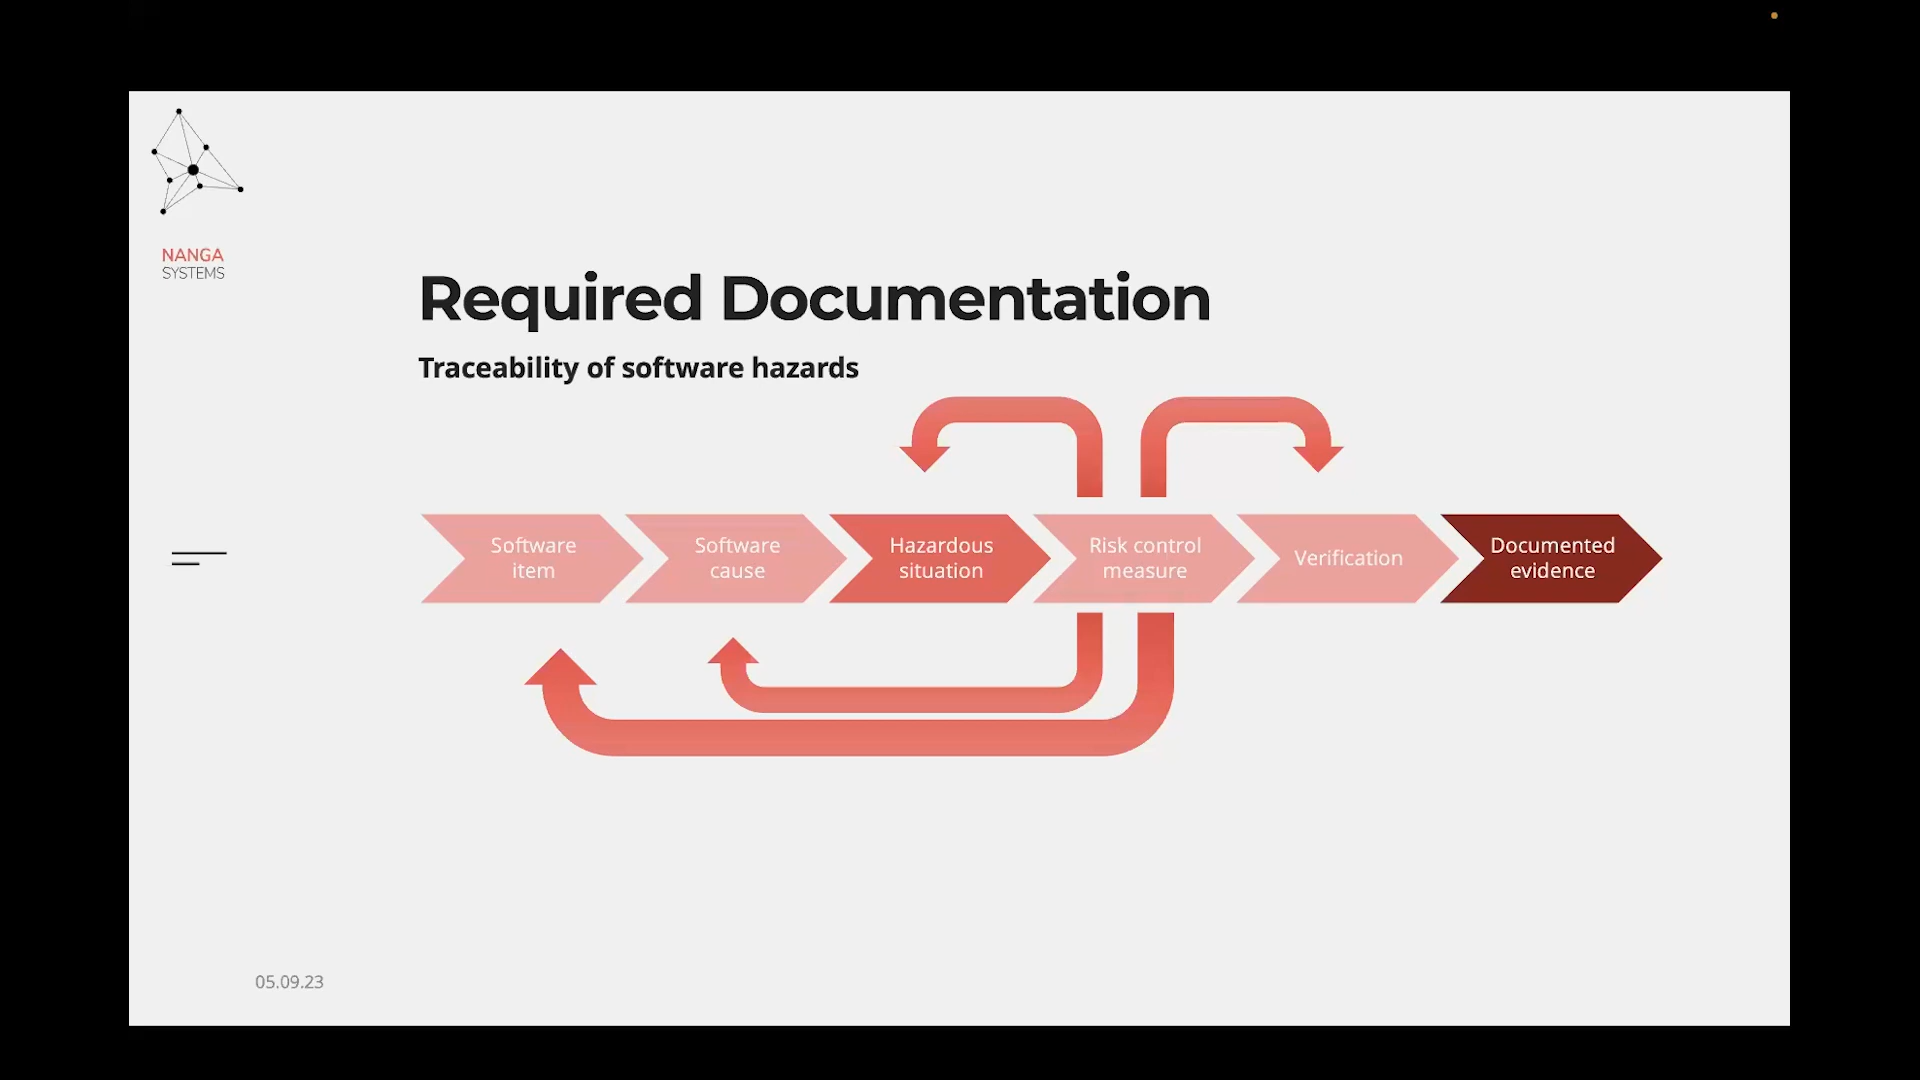 NANGA
SYSTEMS
Required Documentation
Traceability of software hazards
Software
item
Software
cause
Hazardous
situation
Risk control
measure
Verification
Documented
evidence
05.09.23